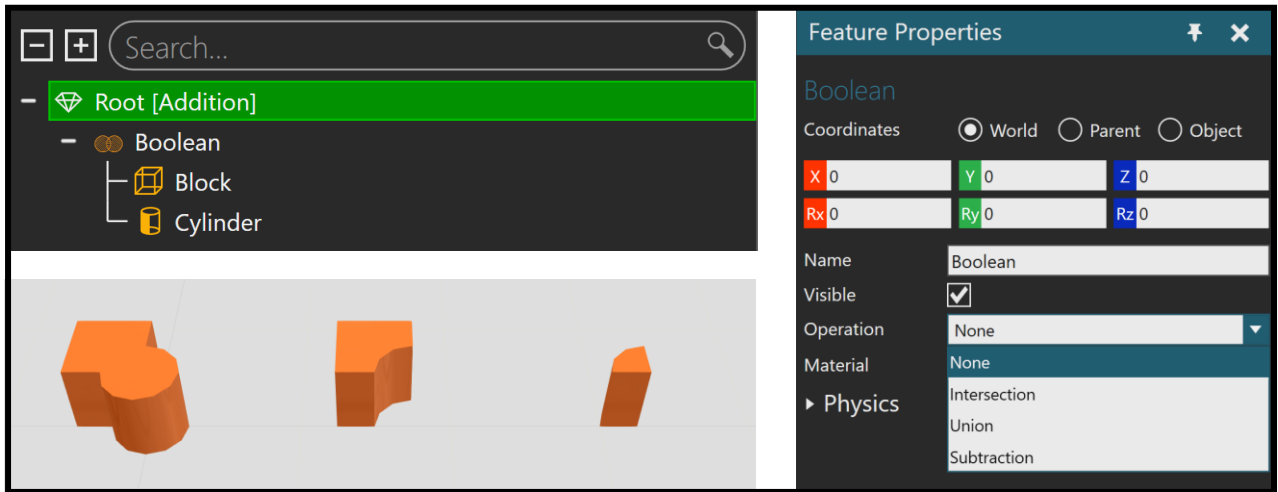 Search...
Root [Addition]
Boolean
Block
Cylinder
Feature Properties
Boolean
Coordinates World Parent Object
X 0 Y 0 Z 0
Rx 0 Ry 0 Rz 0
Name Boolean
Visible
Operation None
Material None
Intersection
Physics
Union
Subtraction